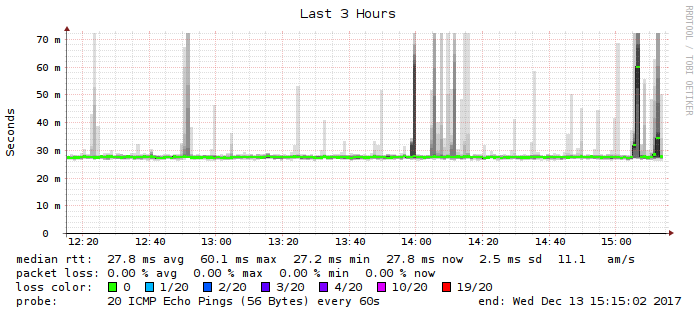 Last 3 Hours
RRDTOOL / TOBI OETIKER
Seconds
70 m
60 m
50 m
40 m
30 m
20 m
10 m
0
12:20 12:40 13:00 13:20 13:40 14:00 14:20 14:40 15:00
median rtt: 27.8 ms avg 60.1 ms max 27.2 ms min 27.8 ms now 2.5 ms sd 11.1 am/s
packet loss: 0.00 % avg 0.00 % max 0.00 % min 0.00 % now
loss color: 0 1/20 2/20 3/20 4/20 10/20 19/20
probe: 20 ICMP Echo Pings (56 Bytes) every 60s end: Wed Dec 13 15:15:02 2017